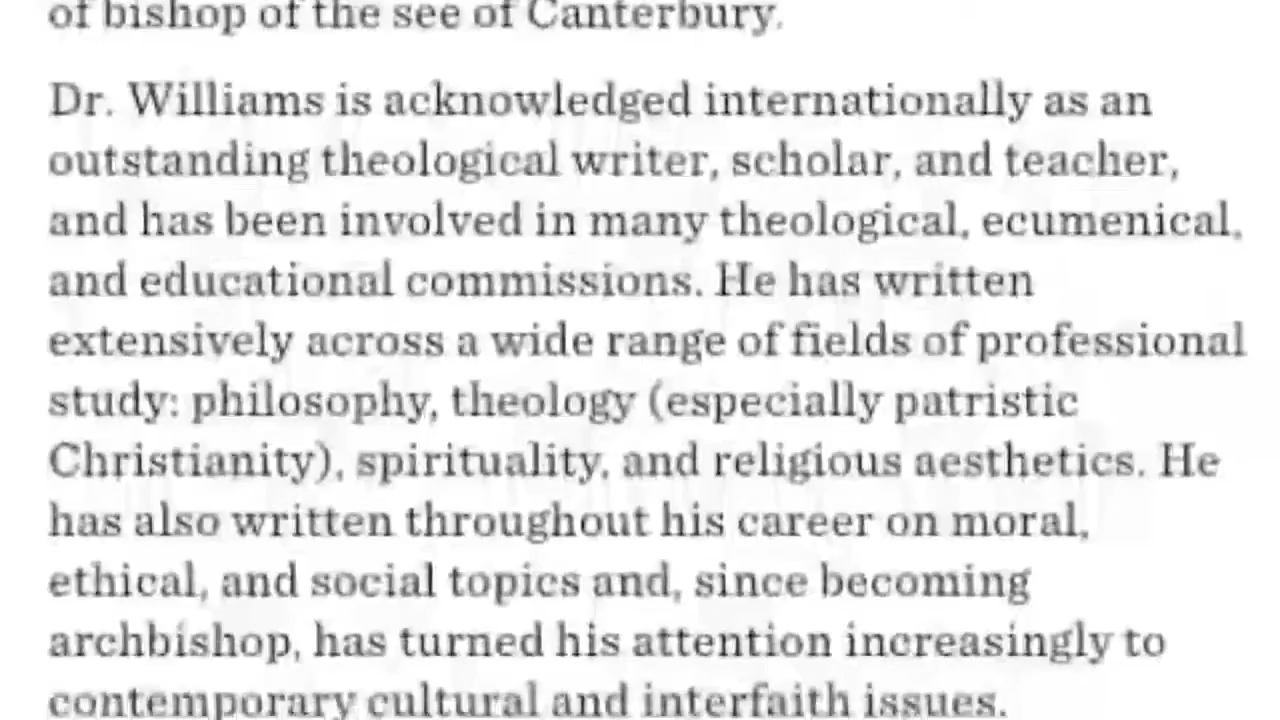 of bishop of the see of Canterbury.
Dr. Williams is acknowledged internationally as an
outstanding theological writer, scholar, and teacher,
and has been involved in many theological, ecumenical,
and educational commissions. He has written
extensively across a wide range of fields of professional
study: philosophy, theology (especially patristic
Christianity), spirituality, and religious aesthetics. He
has also written throughout his career on moral,
ethical, and social topics and, since becoming
archbishop, has turned his attention increasingly to
contemporary cultural and interfaith issues.